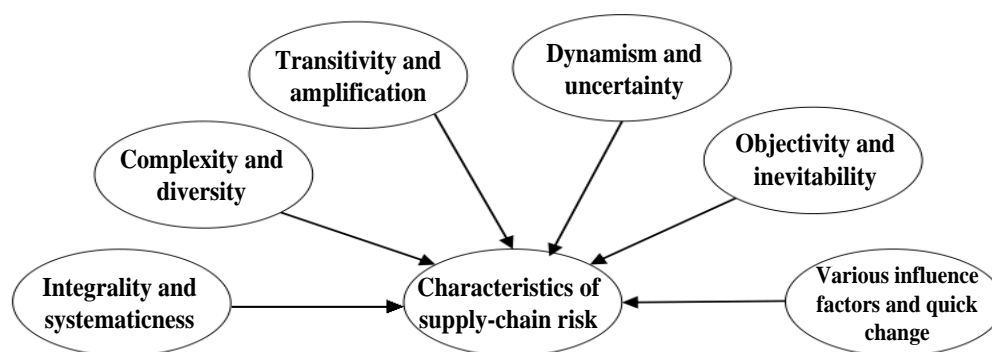 Transitivity and
amplification
Dynamism and
uncertainty
Complexity and
diversity
Objectivity and
inevitability
Integrality and
systematicness
Characteristics of
supply-chain risk
Various influence
factors and quick
change